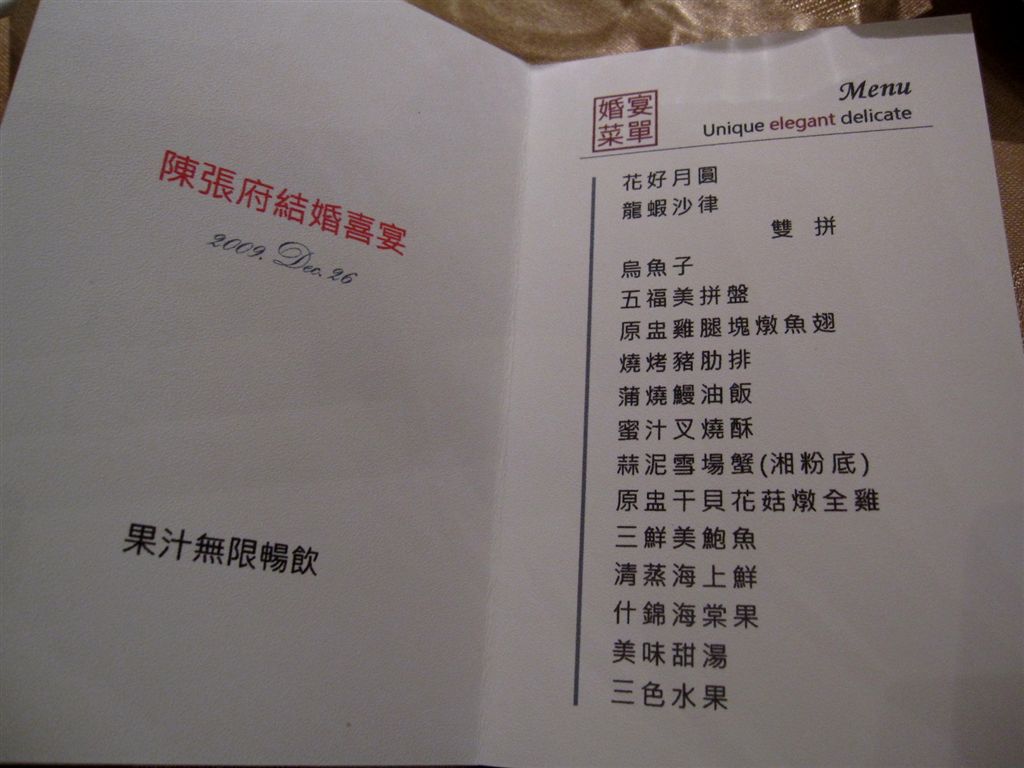 陳張府結婚喜宴
2009. Dec. 26
果汁無限暢飲
婚宴
菜單
Menu
Unique elegant delicate
花好月圓
龍蝦沙律
雙拼
烏魚子
五福美拼盤
原盅雞腿塊燉魚翅
燒烤豬肋排
蒲燒鰻油飯
蜜汁叉燒酥
蒜泥雪場蟹(湘粉底)
原盅干貝花菇燉全雞
三鮮美鮑魚
清蒸海上鮮
什錦海棠果
美味甜湯
三色水果